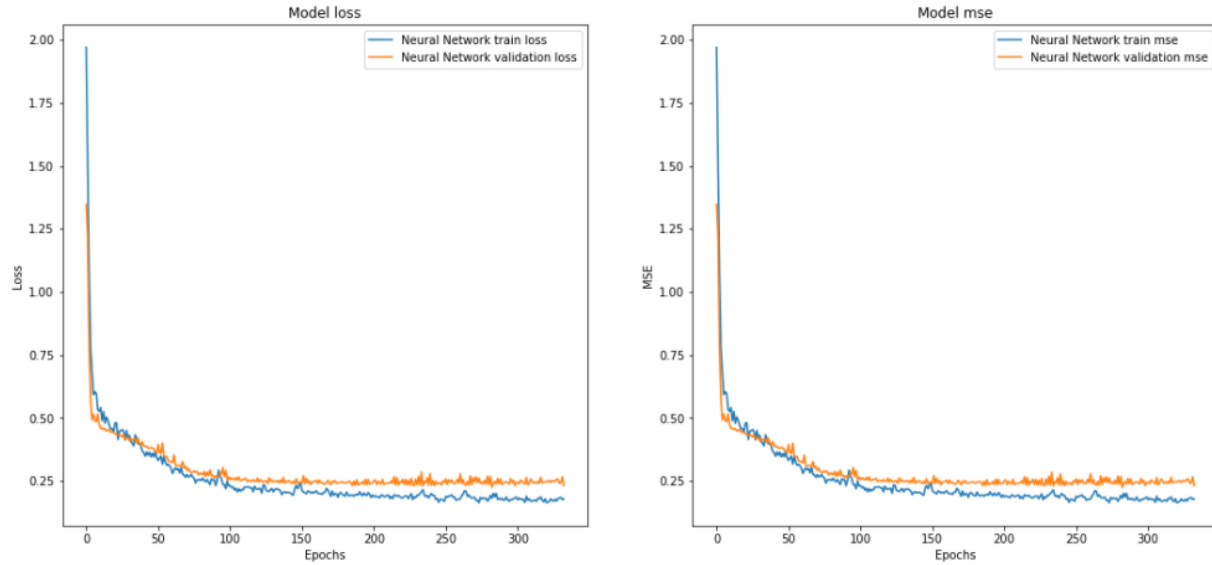 Model loss
Neural Network train loss
Neural Network validation loss
2.00
1.75
1.50
1.25
1.00
0.75
0.50
0.25
Loss
0 50 100 150 200 250 300
Epochs
Model mse
Neural Network train mse
Neural Network validation mse
2.00
1.75
1.50
1.25
1.00
0.75
0.50
0.25
MSE
0 50 100 150 200 250 300
Epochs